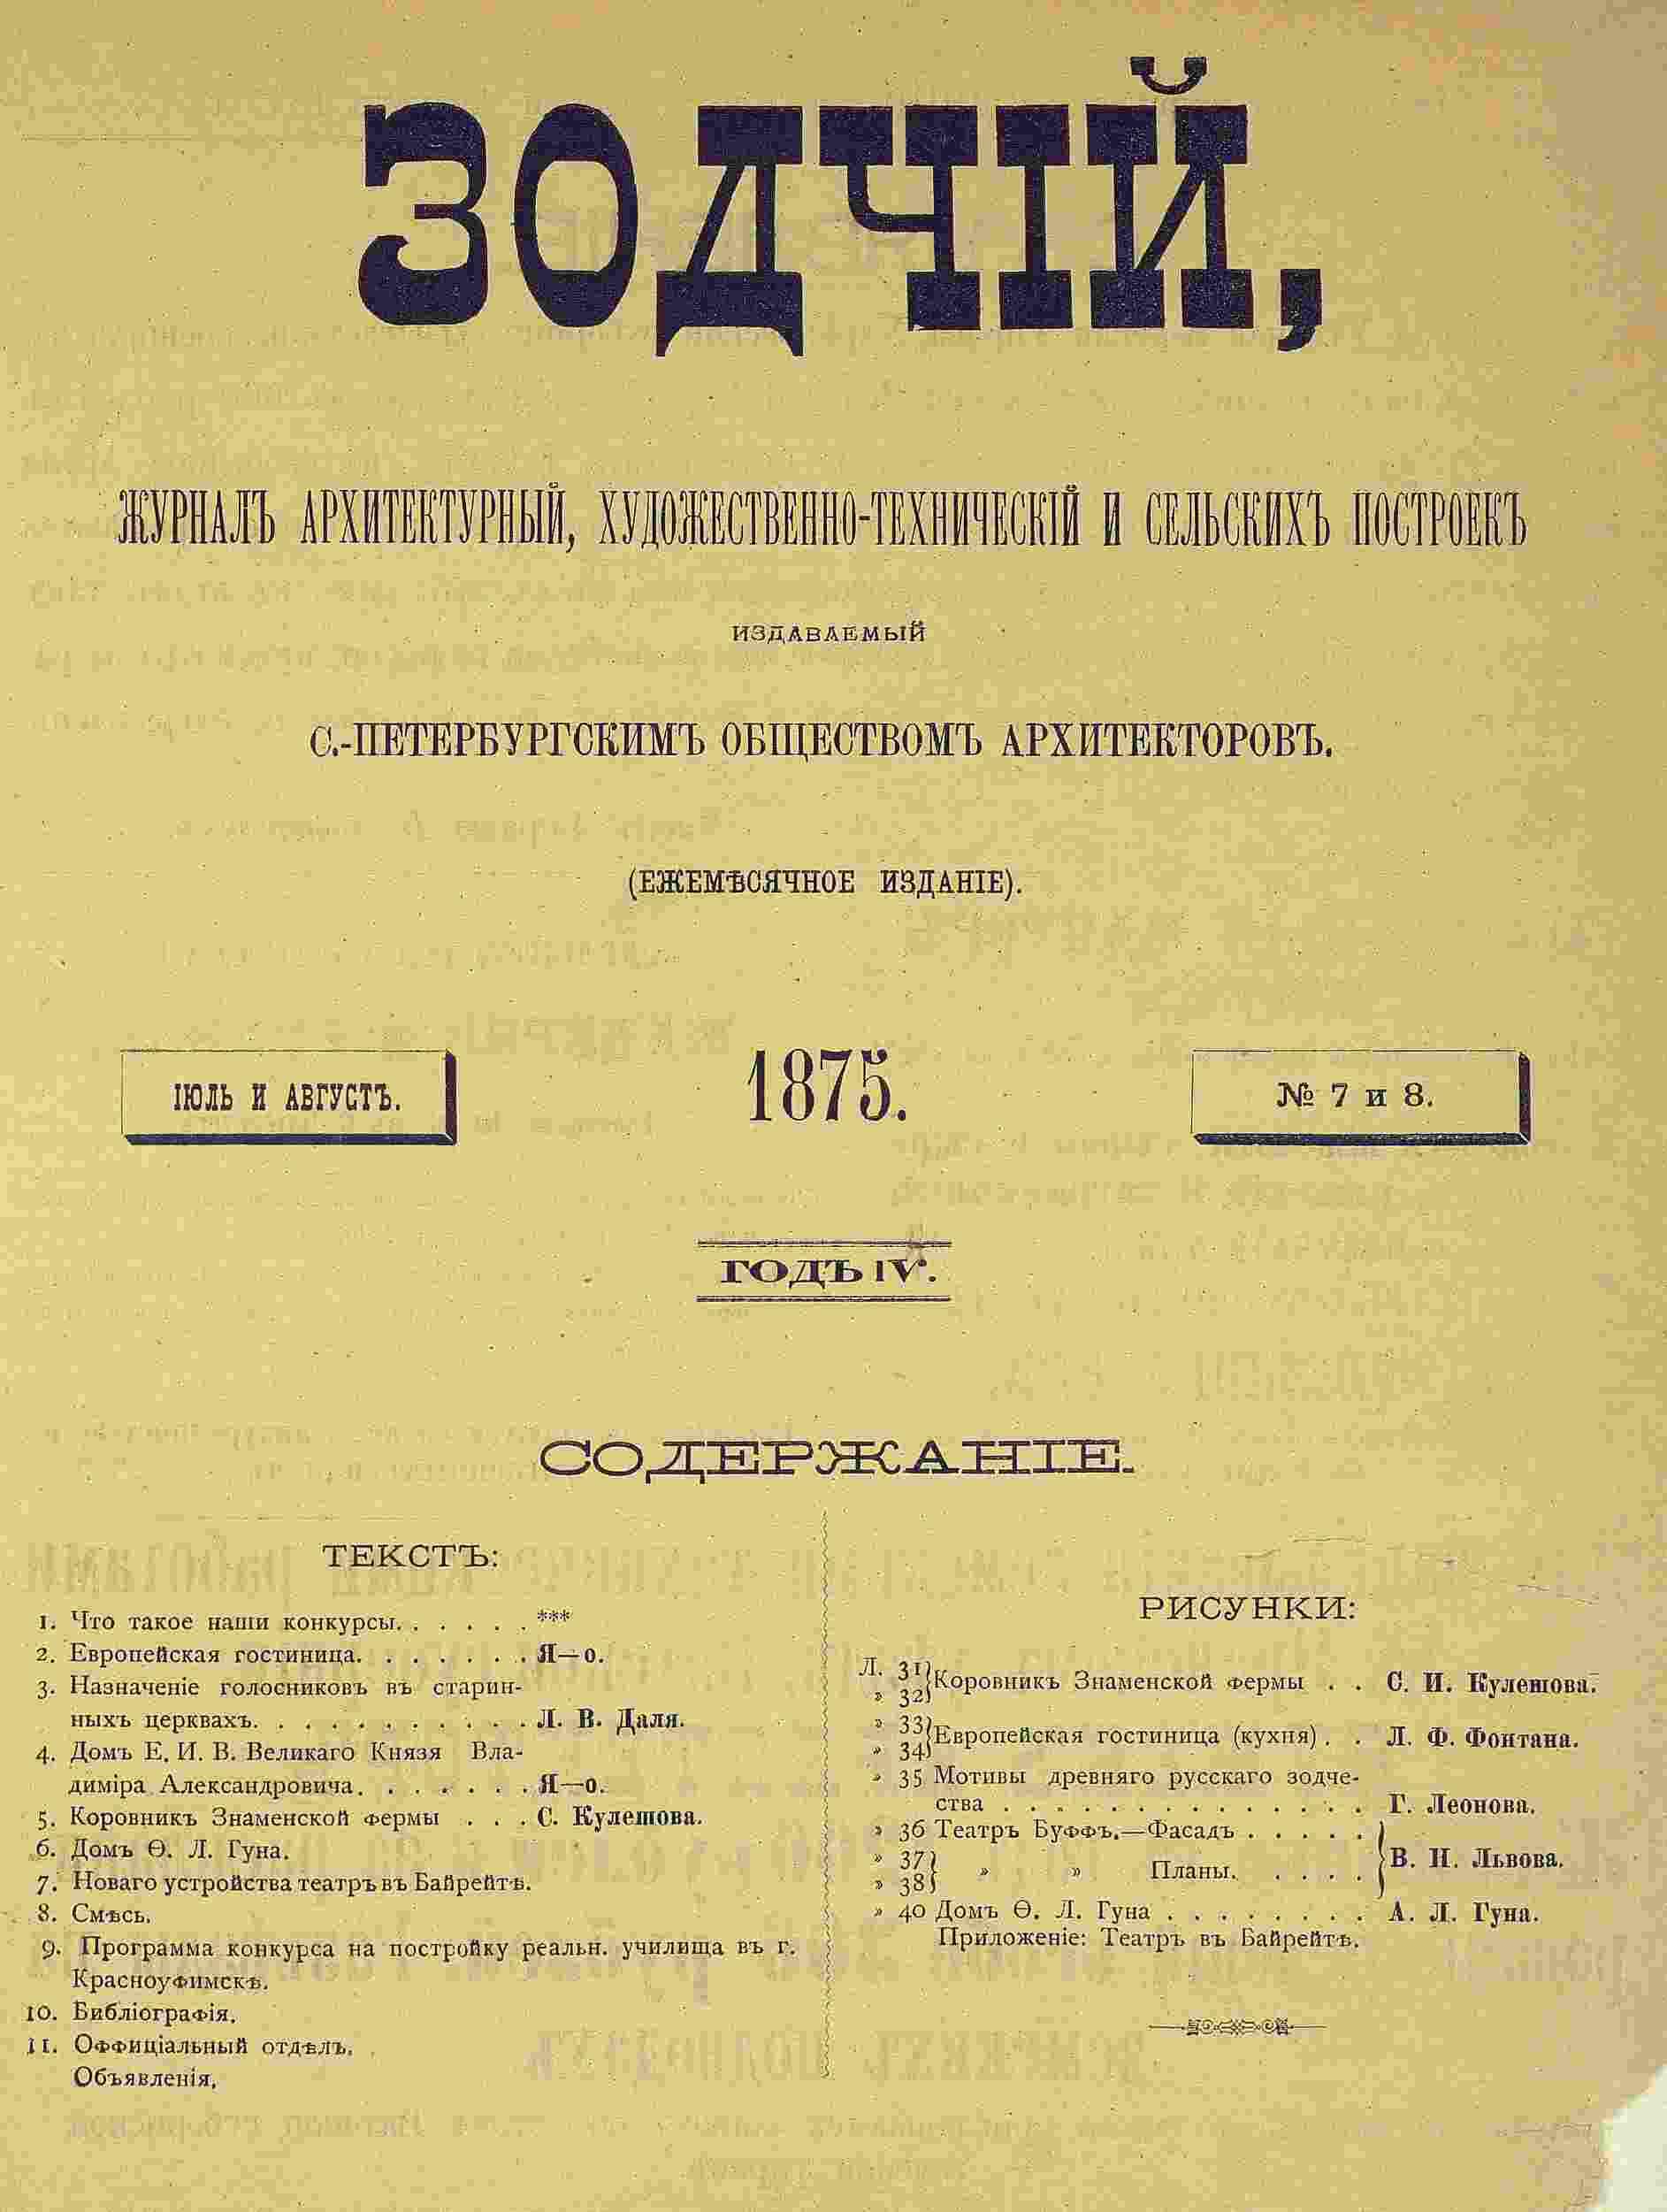 ЗОДЧІЙ,
ЖУРНАЛЪ АРХИТЕКТУРНЫЙ, ХУДОЖЕСТВЕННО-ТЕХНИЧЕСКІЙ И СЕЛЬСКИХЪ ПОСТРОЕКЪ
ИЗДАВАЕМЫЙ
С.-ПЕТЕРБУРГСКИМЪ ОБЩЕСТВОМЪ АРХИТЕКТОРОВЪ.
(ЕЖЕМѢСЯЧНОЕ ИЗДАНІЕ).
ІЮЛЬ И АВГУСТЪ.
1875.
№ 7 и 8.
ГОДЪ IV.
СОДЕРЖАНІЕ.
ТЕКСТЪ:
1. Что такое наши конкурсы. . . . . . ***
2. Европейская гостиница. . . . . . . Я—о.
3. Назначеніе голосниковъ въ старин-
ныхъ церквахъ. . . . . . . . . . . Л. В. Даля.
4. Домъ Е. И. В. Великаго Князя Вла-
диміра Александровича. . . . . . . Я—о.
5. Коровникъ Знаменской фермы . . . С. Кулешова.
6. Домъ Ѳ. Л. Гуна.
7. Новаго устройства театръ въ Байрейтѣ.
8. Смѣсь.
9. Программа конкурса на постройку реальн. училища въ г.
Красноуфимскѣ.
10. Библіографія.
11. Оффиціальный отдѣлъ.
Объявленія.
РИСУНКИ:
Л. 31
» 32 Коровникъ Знаменской фермы . . С. И. Кулешова.
» 33
» 34 Европейская гостиница (кухня) . . Л. Ф. Фонтана.
» 35 Мотивы древняго русскаго зодче-
ства . . . . . . . . . . . . . . Г. Леонова.
» 36 Театръ Буффъ.—Фасадъ . . . . .
» 37
» 38 » » Планы. . . . . В. Н. Львова.
» 40 Домъ Ѳ. Л. Гуна . . . . . . . . А. Л. Гуна.
Приложеніе: Театръ въ Байрейтѣ.